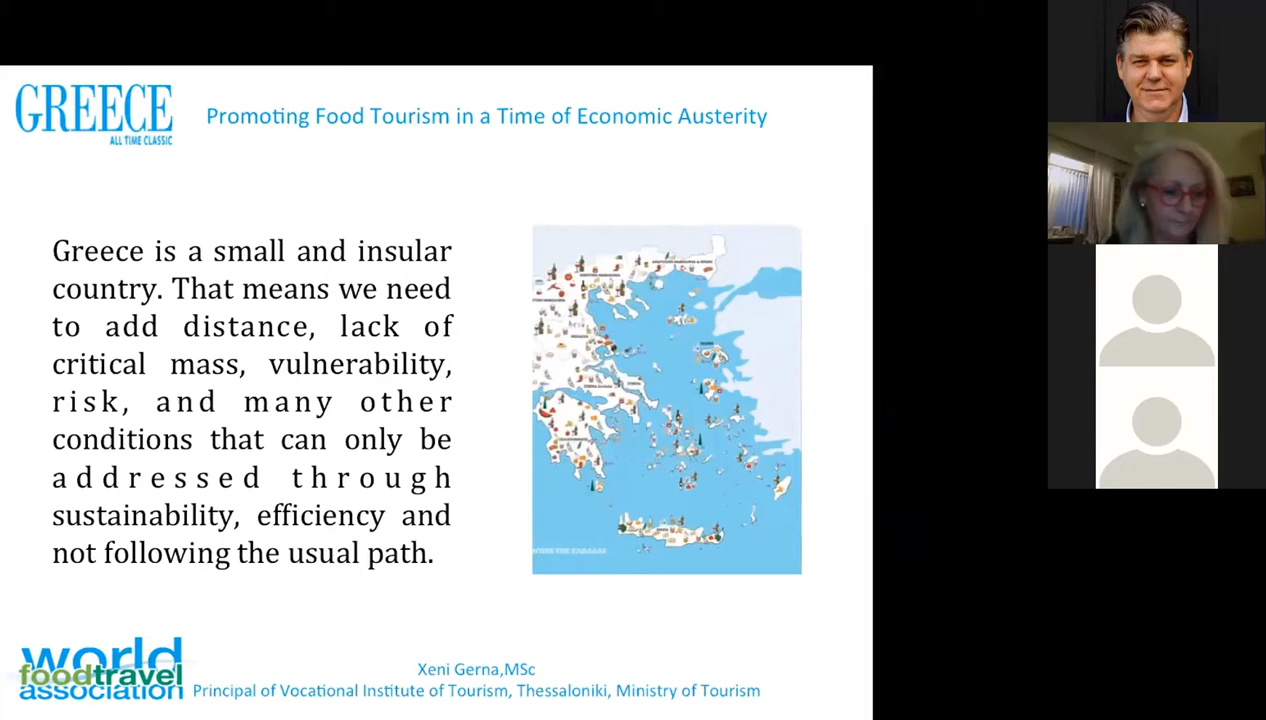 GREECE
ALL TIME CLASSIC
Promoting Food Tourism in a Time of Economic Austerity
Greece is a small and insular
country. That means we need
to add distance, lack of
critical mass, vulnerability,
risk, and many other
conditions that can only be
addressed through
sustainability, efficiency and
not following the usual path.
world
foodtravel
association
Xeni Gerna,MSc
Principal of Vocational Institute of Tourism, Thessaloniki, Ministry of Tourism